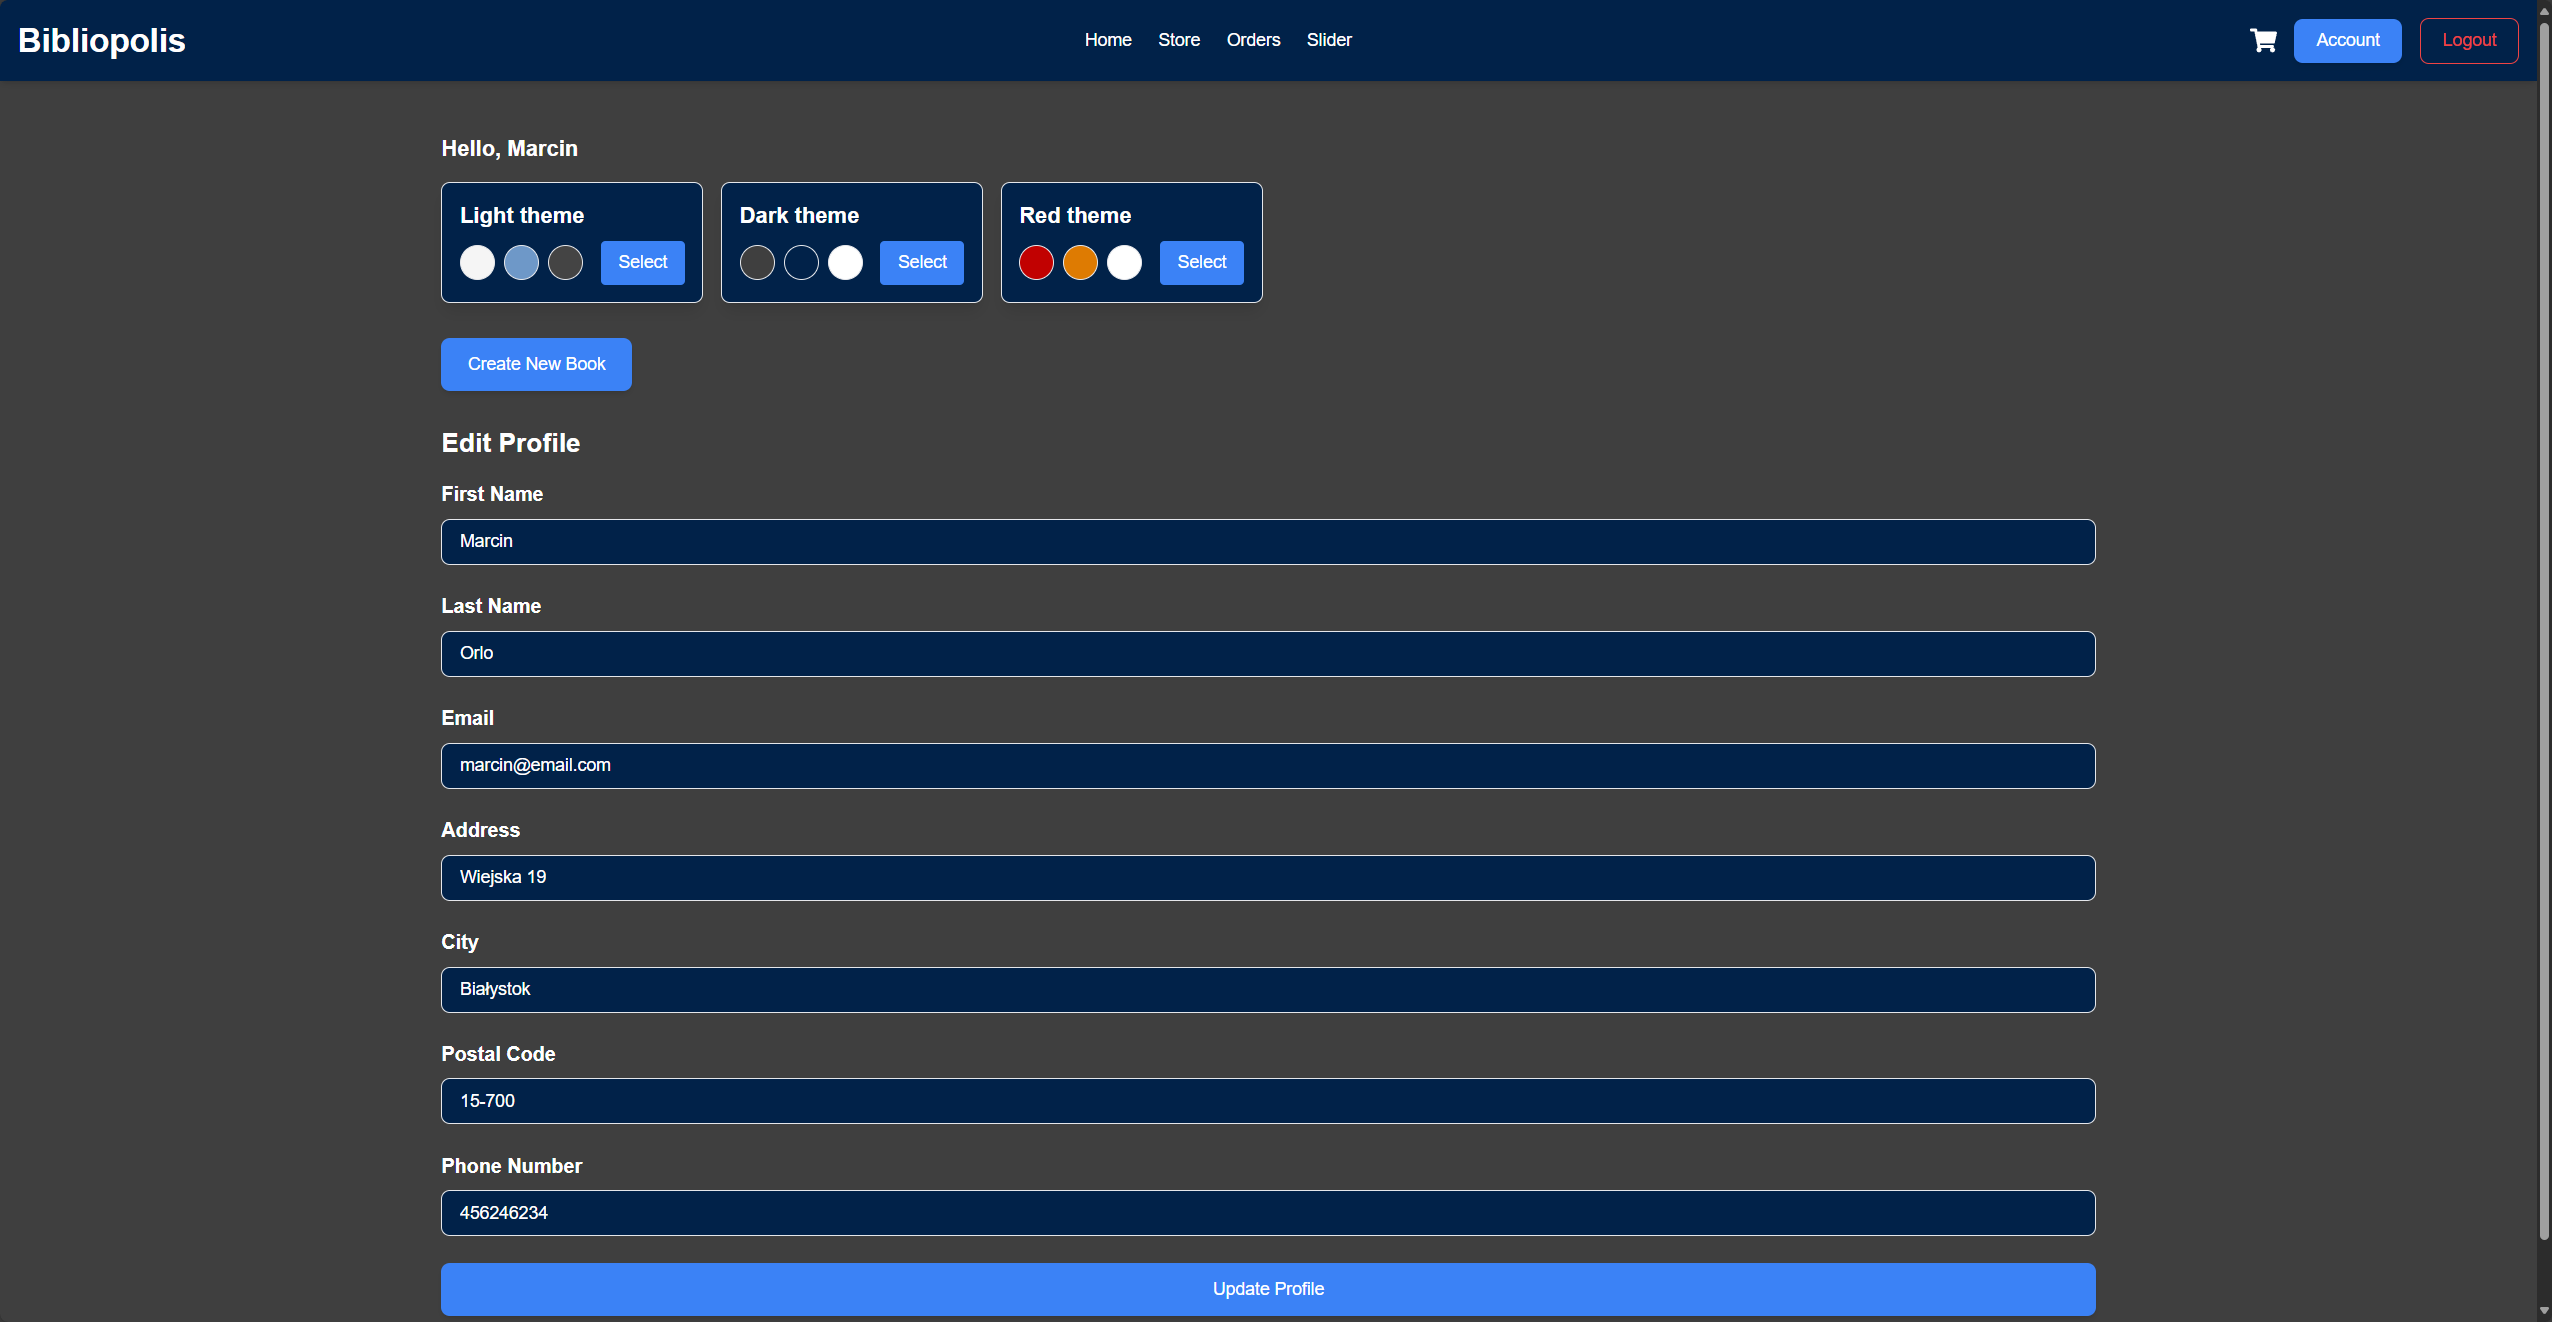 Bibliopolis
Home Store Orders Slider
Account Logout
Hello, Marcin
Light theme
Select
Dark theme
Select
Red theme
Select
Create New Book
Edit Profile
First Name
Marcin
Last Name
Orlo
Email
marcin@email.com
Address
Wiejska 19
City
Białystok
Postal Code
15-700
Phone Number
456246234
Update Profile